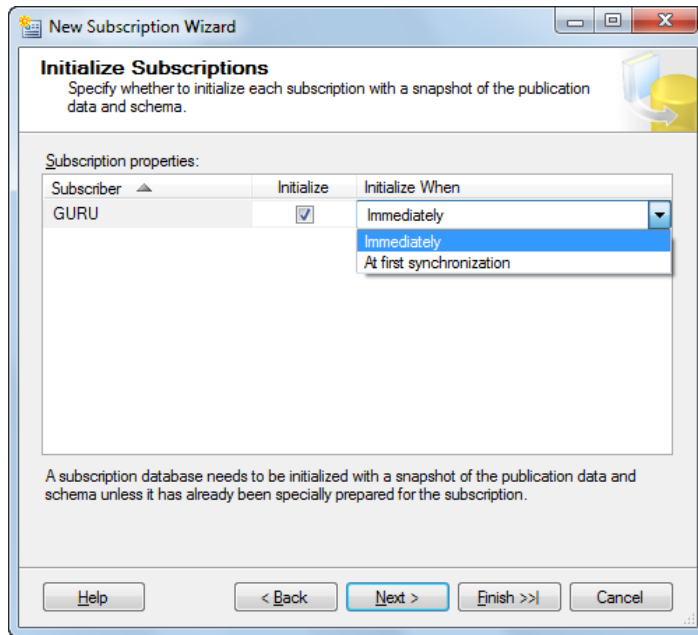 New Subscription Wizard
Initialize Subscriptions
Specify whether to initialize each subscription with a snapshot of the publication
data and schema.
Subscription properties:
Subscriber Initialize Initialize When
GURU Immediately
Immediately
At first synchronization
A subscription database needs to be initialized with a snapshot of the publication data and
schema unless it has already been specially prepared for the subscription.
Help < Back Next > Finish >>| Cancel